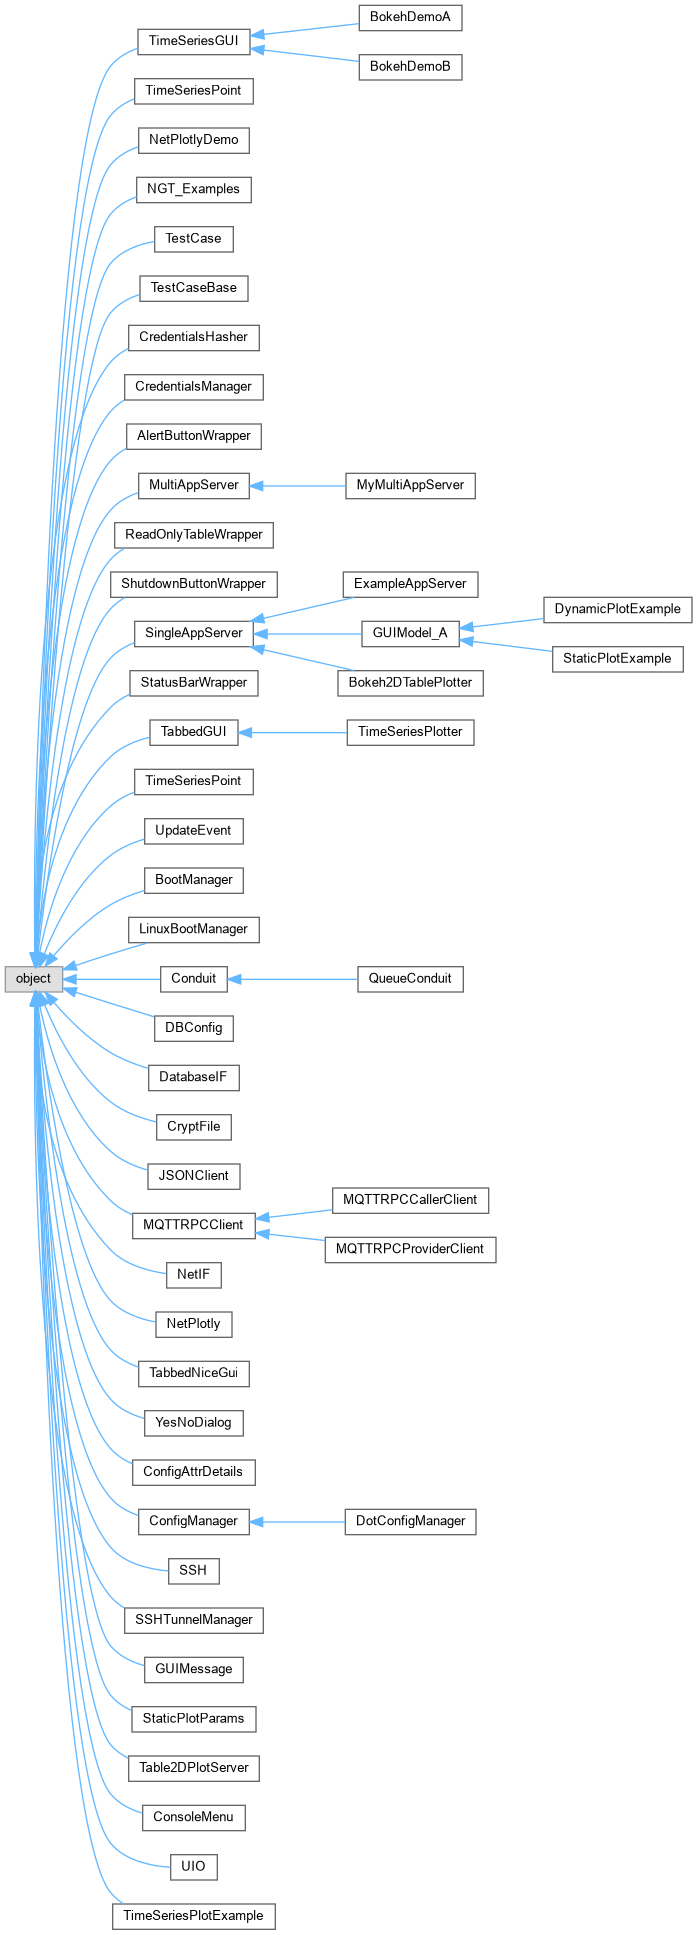 BokehDemoA
TimeSeriesGUI
BokehDemoB
TimeSeriesPoint
NetPlotlyDemo
NGT_Examples
TestCase
TestCaseBase
CredentialsHasher
CredentialsManager
AlertButtonWrapper
MultiAppServer
MyMultiAppServer
ReadOnlyTableWrapper
ShutdownButtonWrapper
ExampleAppServer
DynamicPlotExample
SingleAppServer
GUIModel_A
StaticPlotExample
StatusBarWrapper
Bokeh2DTablePlotter
TabbedGUI
TimeSeriesPlotter
TimeSeriesPoint
UpdateEvent
BootManager
LinuxBootManager
object
Conduit
QueueConduit
DBConfig
DatabaseIF
CryptFile
JSONClient
MQTTRPCCallerClient
MQTTRPCClient
MQTTRPCProviderClient
NetIF
NetPlotly
TabbedNiceGui
YesNoDialog
ConfigAttrDetails
ConfigManager
DotConfigManager
SSH
SSHTunnelManager
GUIMessage
StaticPlotParams
Table2DPlotServer
ConsoleMenu
UIO
TimeSeriesPlotExample